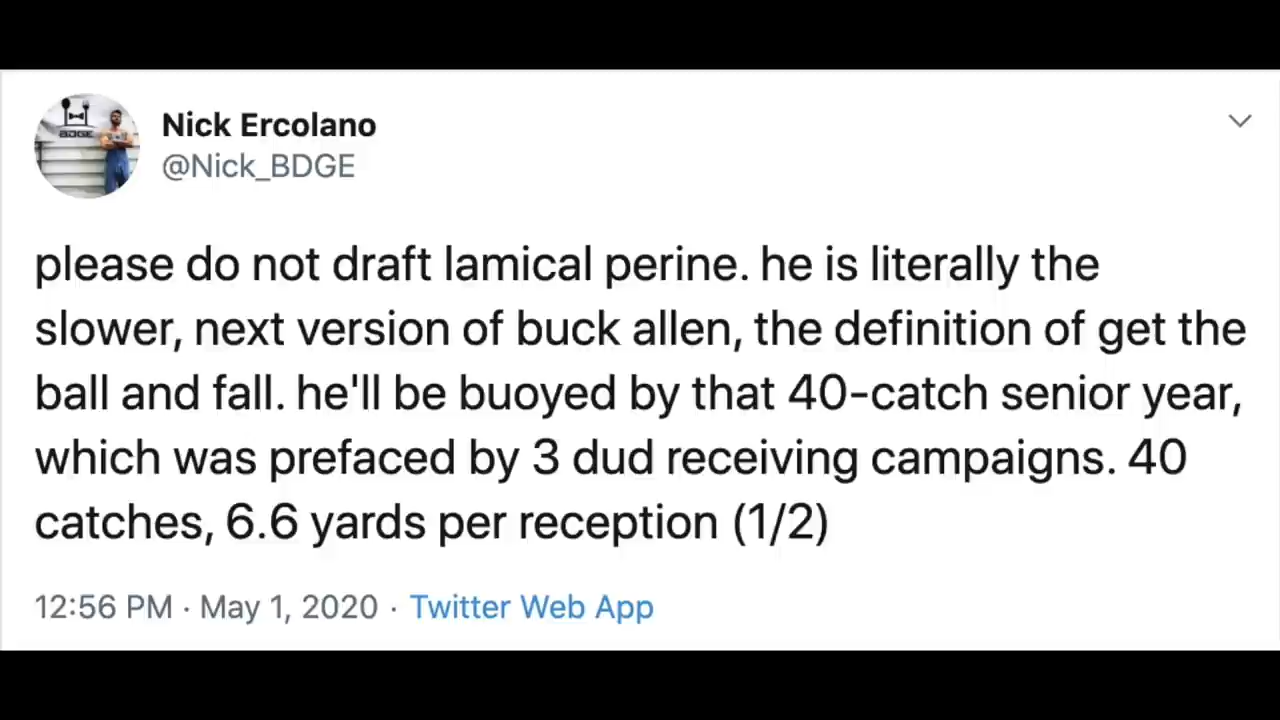 BDGE
Nick Ercolano
@Nick_BDGE
please do not draft lamical perine. he is literally the
slower, next version of buck allen, the definition of get the
ball and fall. he'll be buoyed by that 40-catch senior year,
which was prefaced by 3 dud receiving campaigns. 40
catches, 6.6 yards per reception (1/2)
12:56 PM · May 1, 2020 · Twitter Web App